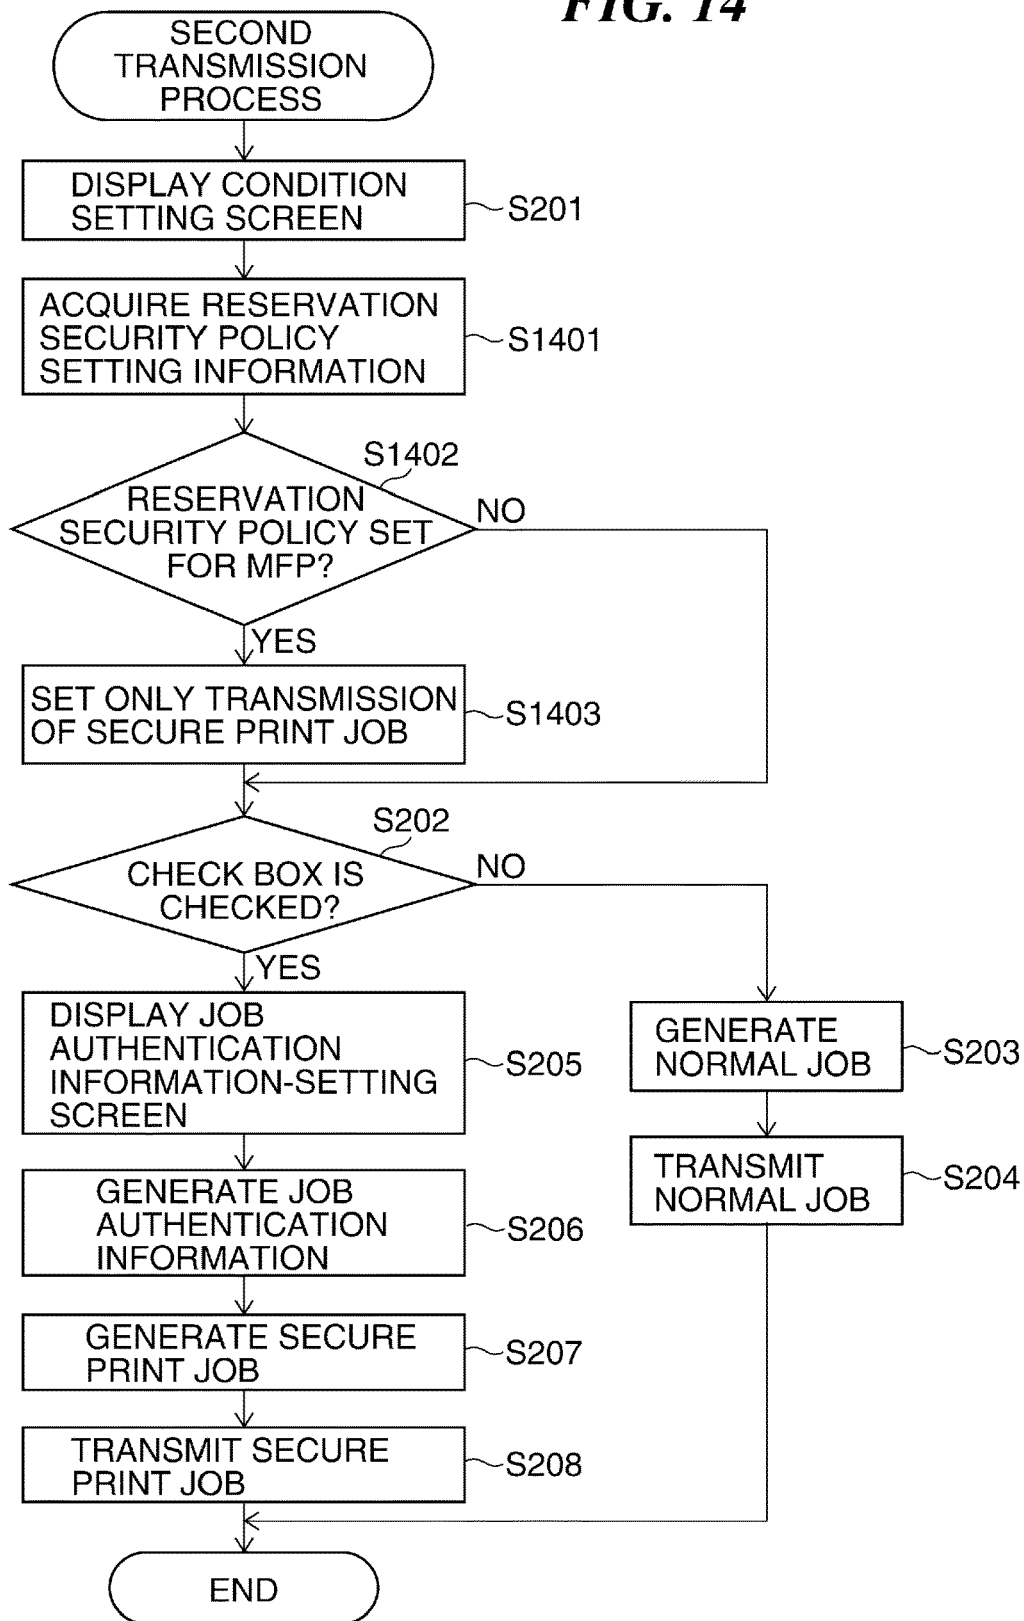 FIG. 14
SECOND
TRANSMISSION
PROCESS
DISPLAY CONDITION
SETTING SCREEN
S201
ACQUIRE RESERVATION
SECURITY POLICY
SETTING INFORMATION
S1401
S1402
RESERVATION
SECURITY POLICY SET
FOR MFP?
NO
YES
SET ONLY TRANSMISSION
OF SECURE PRINT JOB
S1403
S202
CHECK BOX IS
CHECKED?
NO
YES
DISPLAY JOB
AUTHENTICATION
INFORMATION-SETTING
SCREEN
S205
GENERATE
NORMAL JOB
S203
TRANSMIT
NORMAL JOB
S204
GENERATE JOB
AUTHENTICATION
INFORMATION
S206
GENERATE SECURE
PRINT JOB
S207
TRANSMIT SECURE
PRINT JOB
S208
END